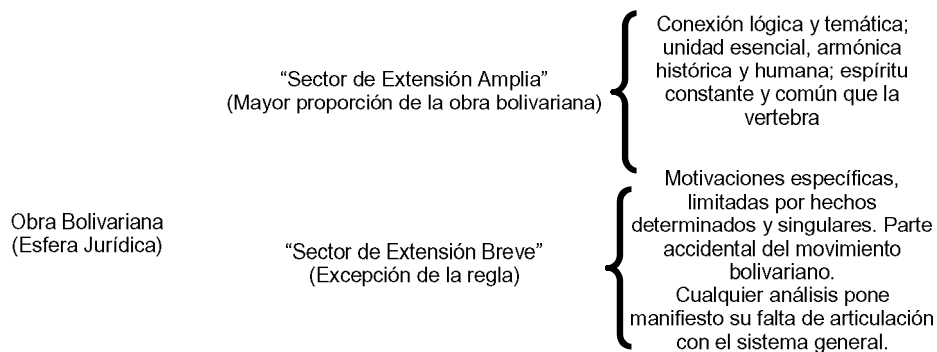 Obra Bolivariana
(Esfera Jurídica)
“Sector de Extensión Amplia”
(Mayor proporción de la obra bolivariana)
Conexión lógica y temática;
unidad esencial, armónica
histórica y humana; espíritu
constante y común que la
vertebra
“Sector de Extensión Breve”
(Excepción de la regla)
Motivaciones específicas,
limitadas por hechos
determinados y singulares. Parte
accidental del movimiento
bolivariano.
Cualquier análisis pone
manifiesto su falta de articulación
con el sistema general.